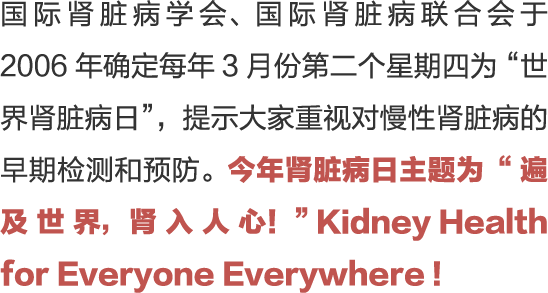 国际肾脏病学会、国际肾脏病联合会于
2006 年确定每年 3 月份第二个星期四为“世
界肾脏病日”，提示大家重视对慢性肾脏病的
早期检测和预防。今年肾脏病日主题为“遍
及世界，肾入人心！”Kidney Health
for Everyone Everywhere！